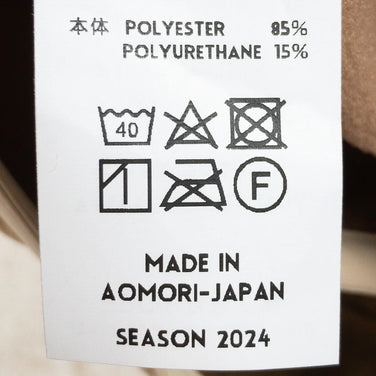 本体 POLYESTER 85%
POLYURETHANE 15%
40
F
MADE IN
AOMORI-JAPAN
SEASON 2024